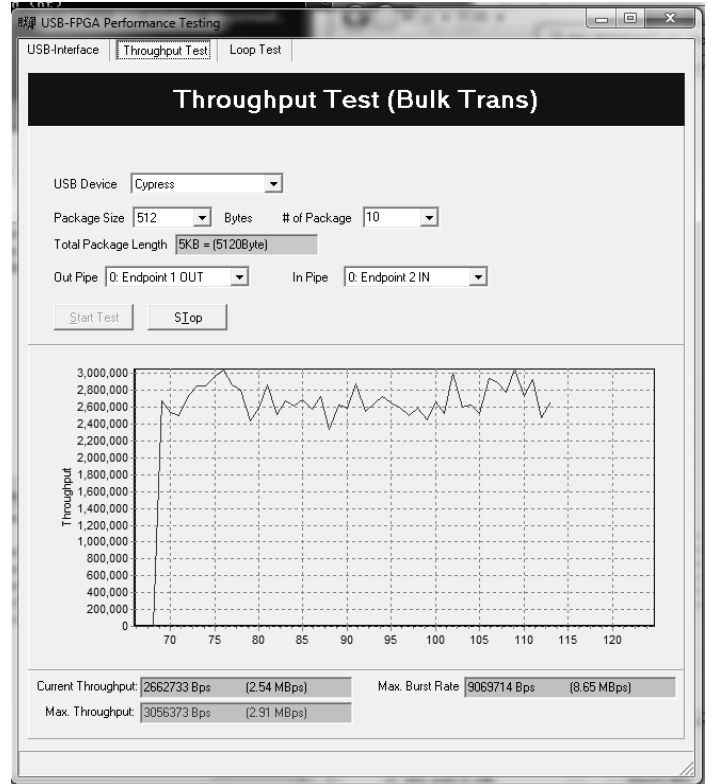 USB-FPGA Performance Testing
USB-Interface Throughput Test Loop Test
Throughput Test (Bulk Trans)
USB Device Cypress
Package Size 512 Bytes # of Package 10
Total Package Length 5KB = (5120Byte)
Out Pipe 0: Endpoint 1 OUT In Pipe 0: Endpoint 2 IN
Start Test STop
3,000,000
2,800,000
2,600,000
2,400,000
2,200,000
2,000,000
1,800,000
1,600,000
1,400,000
1,200,000
1,000,000
800,000
600,000
400,000
200,000
0
Throughput
70 75 80 85 90 95 100 105 110 115 120
Current Throughput: 2662733 Bps (2.54 MBps) Max. Burst Rate 9069714 Bps (8.65 MBps)
Max. Throughput: 3056373 Bps (2.91 MBps)